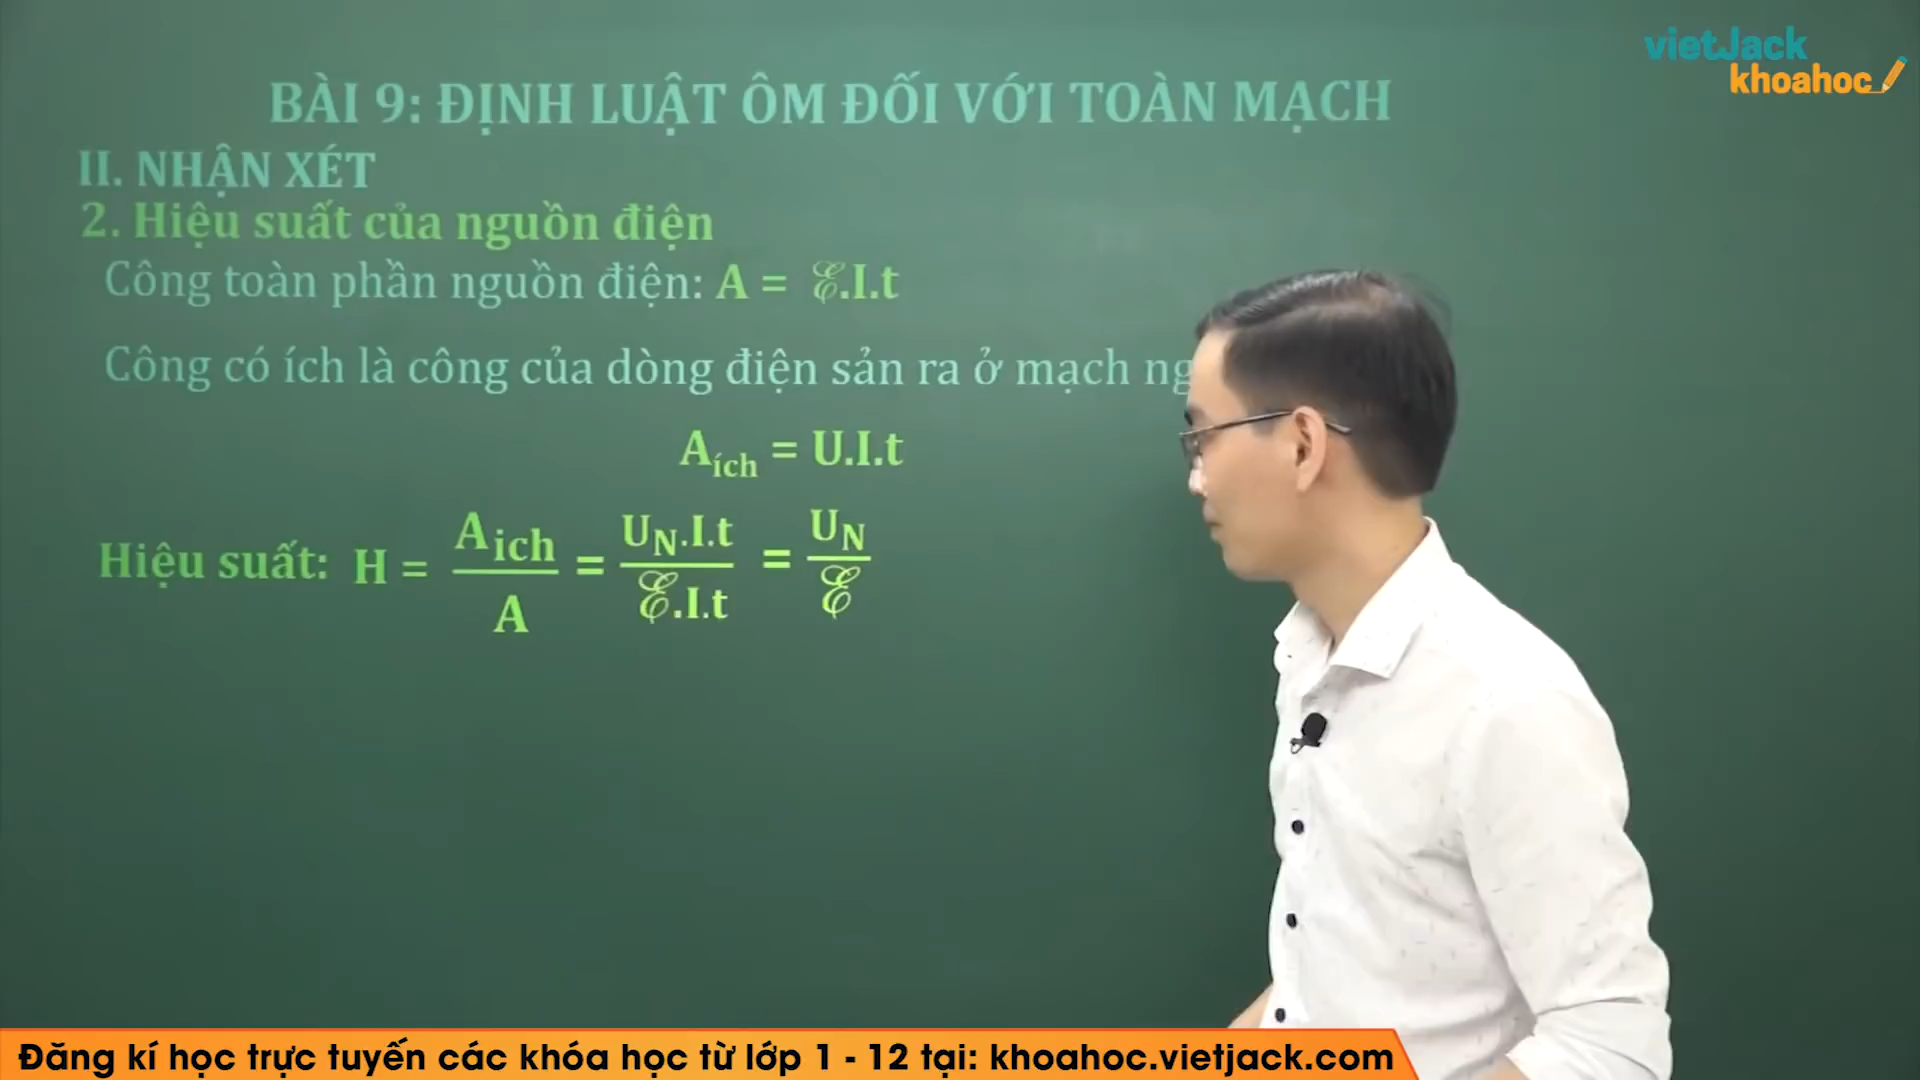 vietJack
khoahoc
BÀI 9: ĐỊNH LUẬT ÔM ĐỐI VỚI TOÀN MẠCH
II. NHẬN XÉT
2. Hiệu suất của nguồn điện
Công toàn phần nguồn điện: A = ℰ.I.t
Công có ích là công của dòng điện sản ra ở mạch
A_ích = U.I.t
Hiệu suất: H = A_ich / A = U_N.I.t / ℰ.I.t = U_N / ℰ
Đăng kí học trực tuyến các khóa học từ lớp 1 - 12 tại: khoahoc.vietjack.com